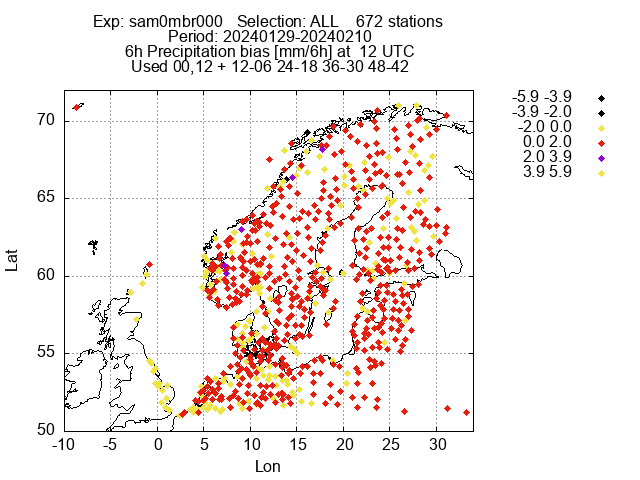 Exp: sam0mbr000   Selection: ALL    672 stations
Period: 20240129-20240210
6h Precipitation bias [mm/6h] at  12 UTC
Used 00,12 + 12-06 24-18 36-30 48-42
-5.9 -3.9
-3.9 -2.0
-2.0 0.0
0.0 2.0
2.0 3.9
3.9 5.9
70
65
60
55
50
Lat
-10 -5 0 5 10 15 20 25 30
Lon